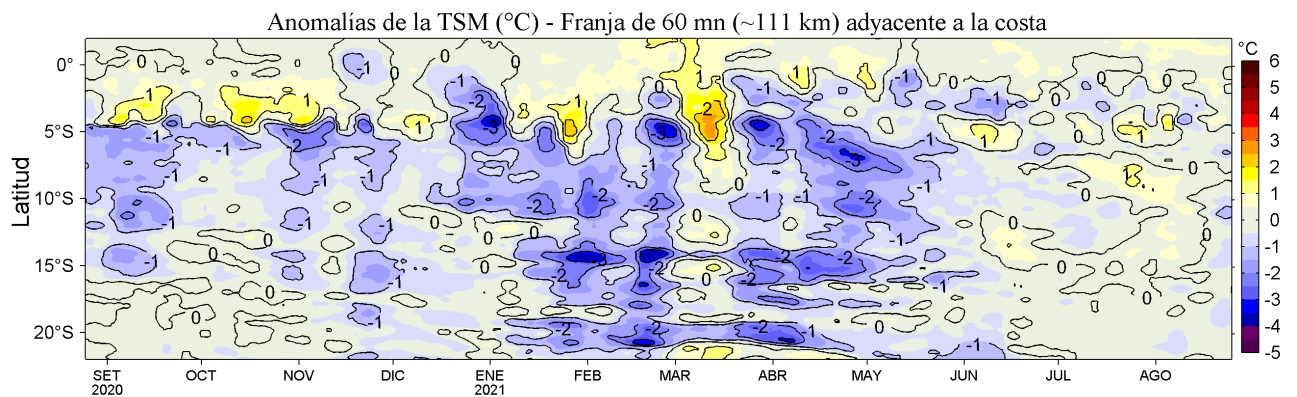 Anomalías de la TSM (°C) - Franja de 60 mn (~111 km) adyacente a la costa
°C
6
5
4
3
2
1
0
-1
-2
-3
-4
-5
Latitud
0°
5°S
10°S
15°S
20°S
SET OCT NOV DIC ENE FEB MAR ABR MAY JUN JUL AGO
2020 2021